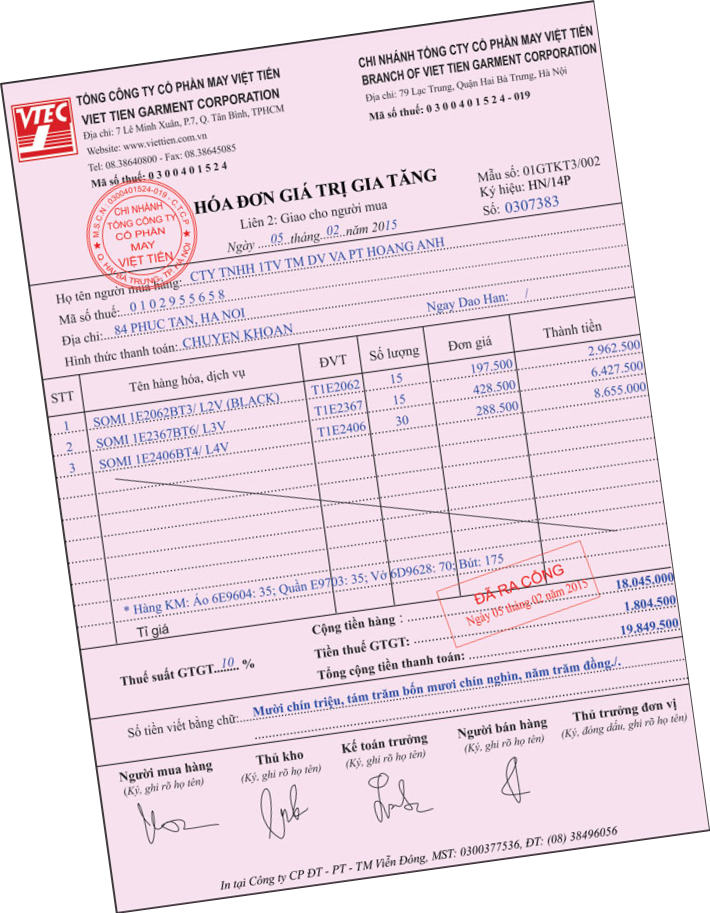 VTEC
TỔNG CÔNG TY CỔ PHẦN MAY VIỆT TIẾN
VIET TIEN GARMENT CORPORATION
Địa chỉ: 7 Lê Minh Xuân, P.7, Q. Tân Bình, TPHCM
Website: www.viettien.com.vn
Tel: 08.38640800 - Fax: 08.38645085
Mã số thuế: 0 3 0 0 4 0 1 5 2 4
CHI NHÁNH TỔNG CTY CỔ PHẦN MAY VIỆT TIẾN
BRANCH OF VIET TIEN GARMENT CORPORATION
Địa chỉ: 79 Lạc Trung, Quận Hai Bà Trưng, Hà Nội
Mã số thuế: 0 3 0 0 4 0 1 5 2 4 - 019
M.S.C.N: 0300401524-019 - C.T.C.P
CHI NHÁNH
TỔNG CÔNG TY
CỔ PHẦN
MAY
VIỆT TIẾN
Q. HAI BÀ TRƯNG, TP. HÀ NỘI
HÓA ĐƠN GIÁ TRỊ GIA TĂNG
Liên 2: Giao cho người mua
Ngày 05 tháng 02 năm 2015
Mẫu số: 01GTKT3/002
Ký hiệu: HN/14P
Số: 0307383
Họ tên người mua hàng: CTY TNHH 1TV TM DV VA PT HOANG ANH
Mã số thuế: 0 1 0 2 9 5 5 6 5 8
Địa chỉ: 84 PHUC TAN, HA NOI
Hình thức thanh toán: CHUYEN KHOAN Ngay Dao Han: /
STT Tên hàng hóa, dịch vụ ĐVT Số lượng Đơn giá Thành tiền
1 SOMI 1E2062BT3/ L2V (BLACK) T1E2062 15 197.500 2.962.500
2 SOMI 1E2367BT6/ L3V T1E2367 15 428.500 6.427.500
3 SOMI 1E2406BT4/ L4V T1E2406 30 288.500 8.655.000
* Hàng KM: Áo 6E9604: 35; Quần E9703: 35; Vớ 6D9628: 70; Bút: 175
ĐÃ RA CỔNG
Ngày 05 tháng 02 năm 2015
Tỉ giá
Cộng tiền hàng : 18.045.000
Tiền thuế GTGT: 1.804.500
Thuế suất GTGT 10 %
Tổng cộng tiền thanh toán: 19.849.500
Số tiền viết bằng chữ: Mười chín triệu, tám trăm bốn mươi chín nghìn, năm trăm đồng./.
Người mua hàng
(Ký, ghi rõ họ tên)
Thủ kho
(Ký, ghi rõ họ tên)
Kế toán trưởng
(Ký, ghi rõ họ tên)
Người bán hàng
(Ký, ghi rõ họ tên)
Thủ trưởng đơn vị
(Ký, đóng dấu, ghi rõ họ tên)
In tại Công ty CP ĐT - PT - TM Viễn Đông, MST: 0300377536, ĐT: (08) 38496056